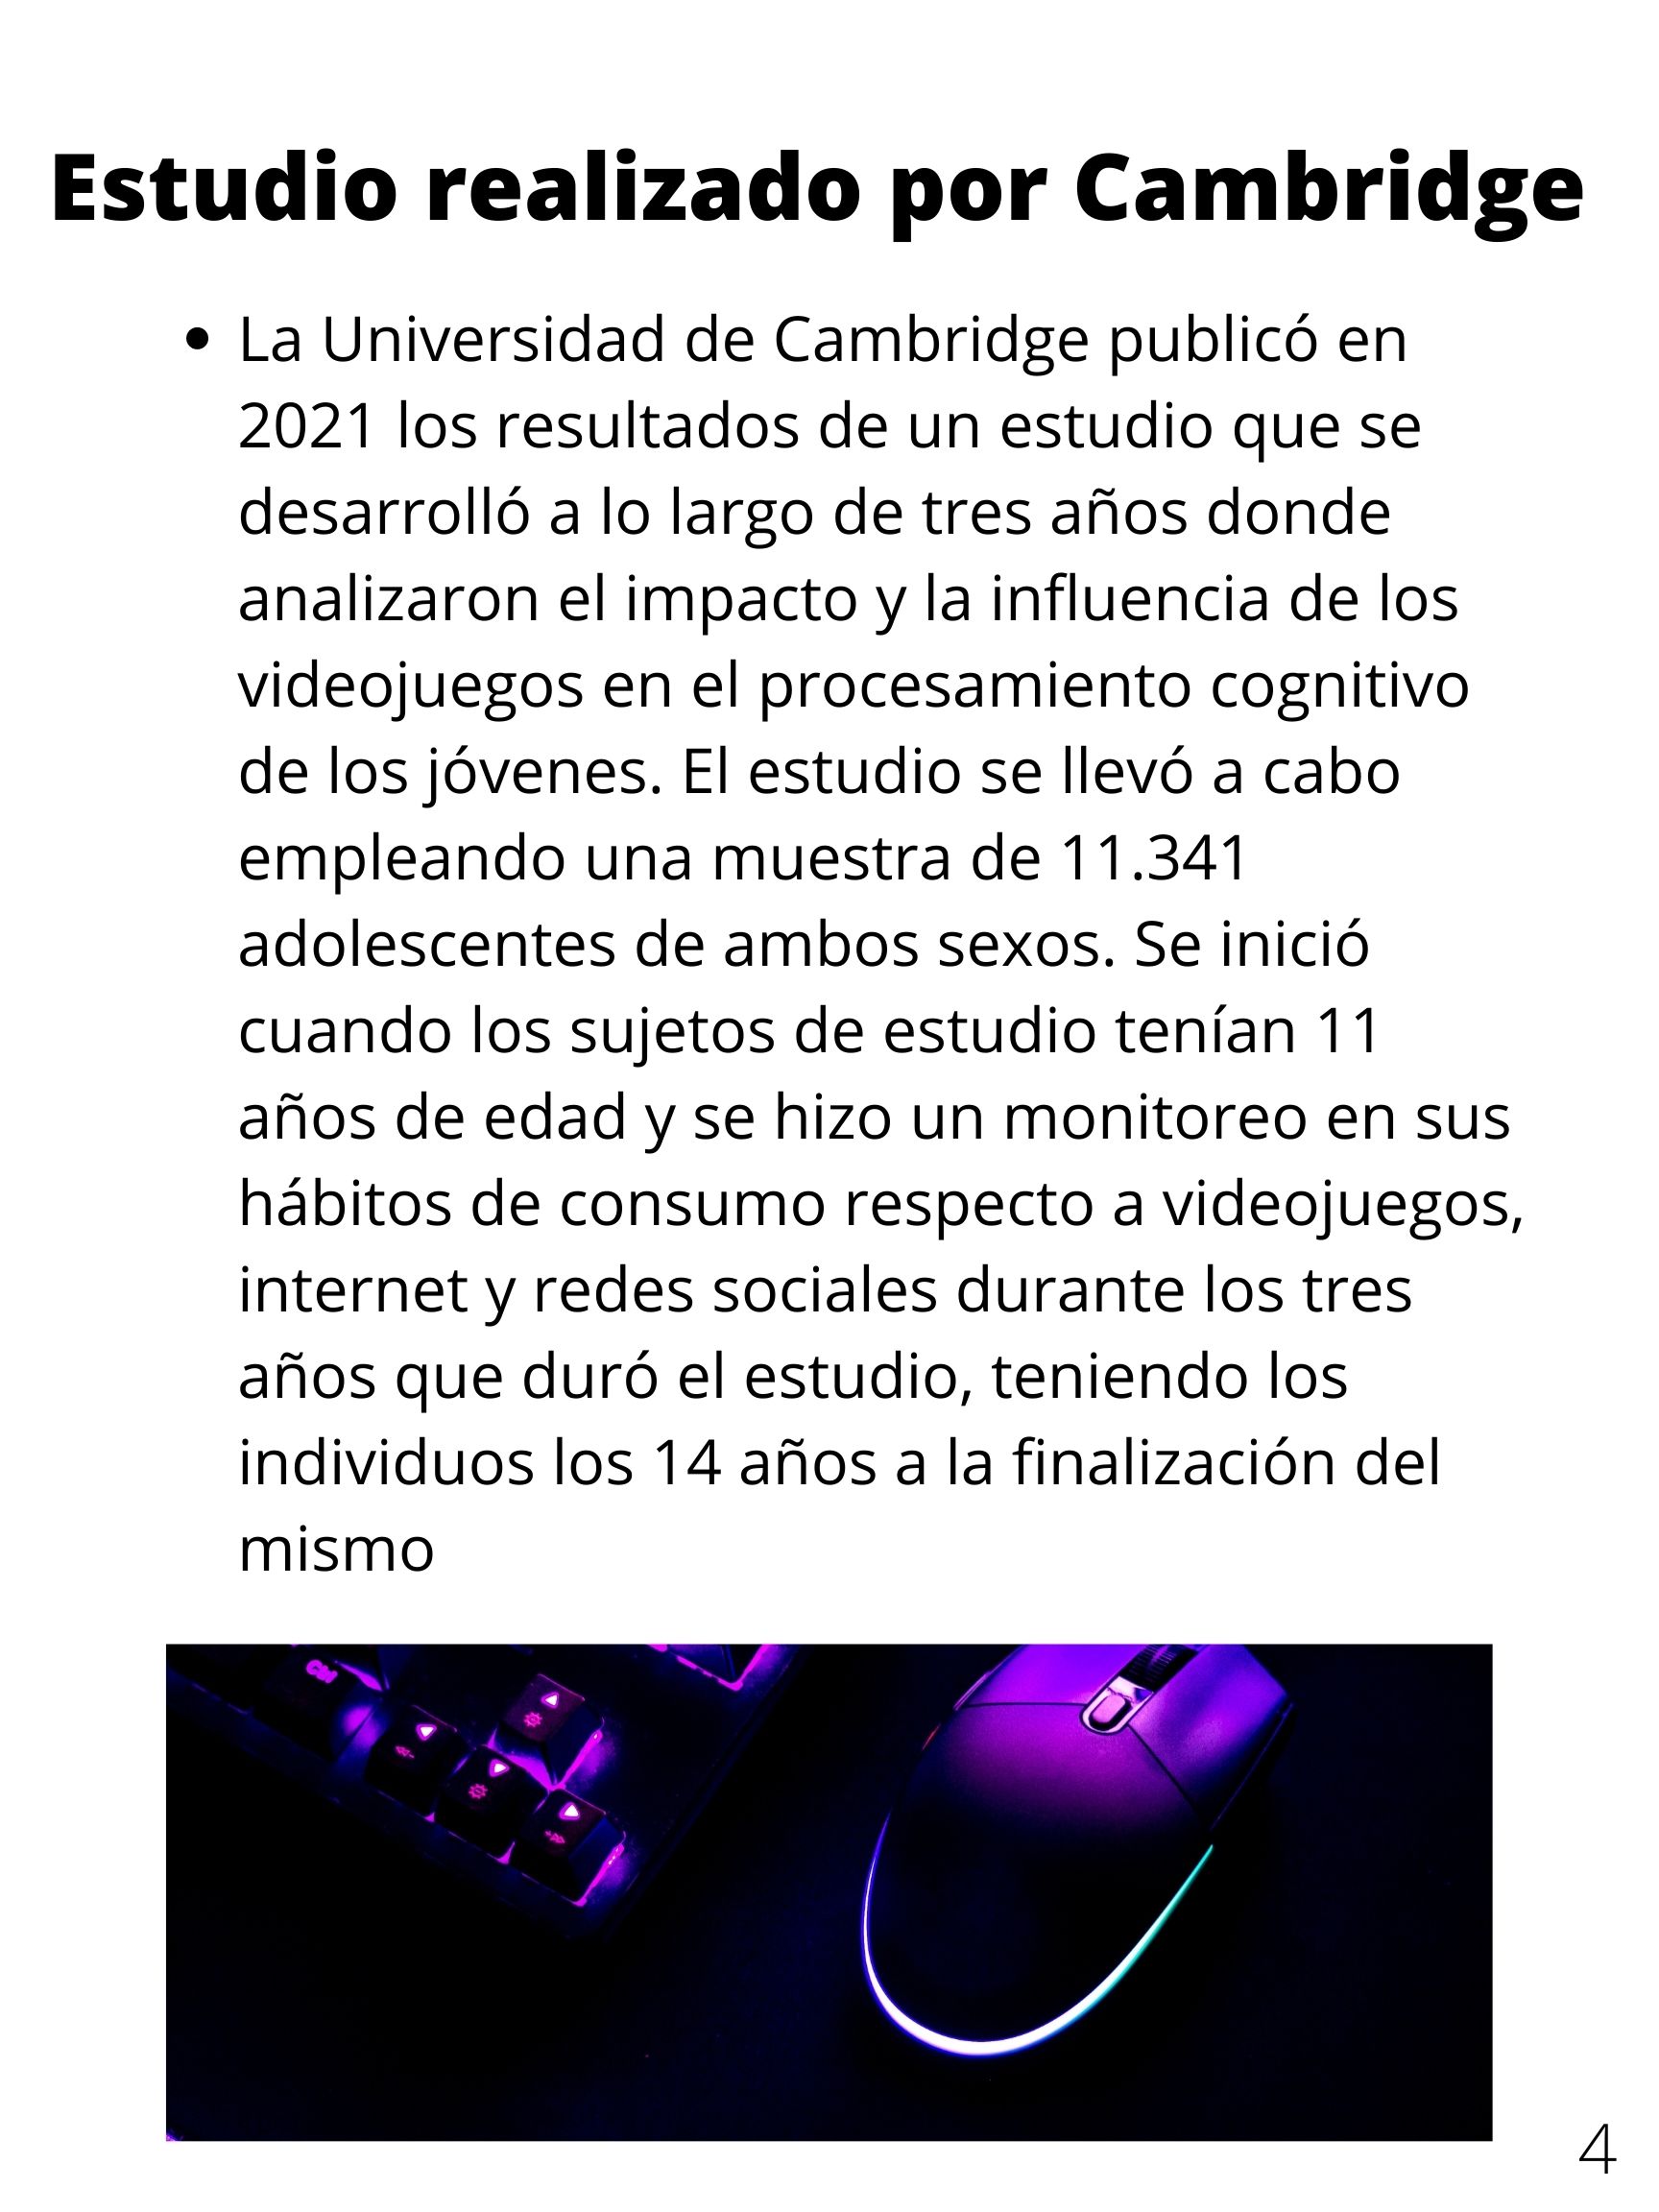 Estudio realizado por Cambridge
• La Universidad de Cambridge publicó en
2021 los resultados de un estudio que se
desarrolló a lo largo de tres años donde
analizaron el impacto y la influencia de los
videojuegos en el procesamiento cognitivo
de los jóvenes. El estudio se llevó a cabo
empleando una muestra de 11.341
adolescentes de ambos sexos. Se inició
cuando los sujetos de estudio tenían 11
años de edad y se hizo un monitoreo en sus
hábitos de consumo respecto a videojuegos,
internet y redes sociales durante los tres
años que duró el estudio, teniendo los
individuos los 14 años a la finalización del
mismo
Ctrl
4